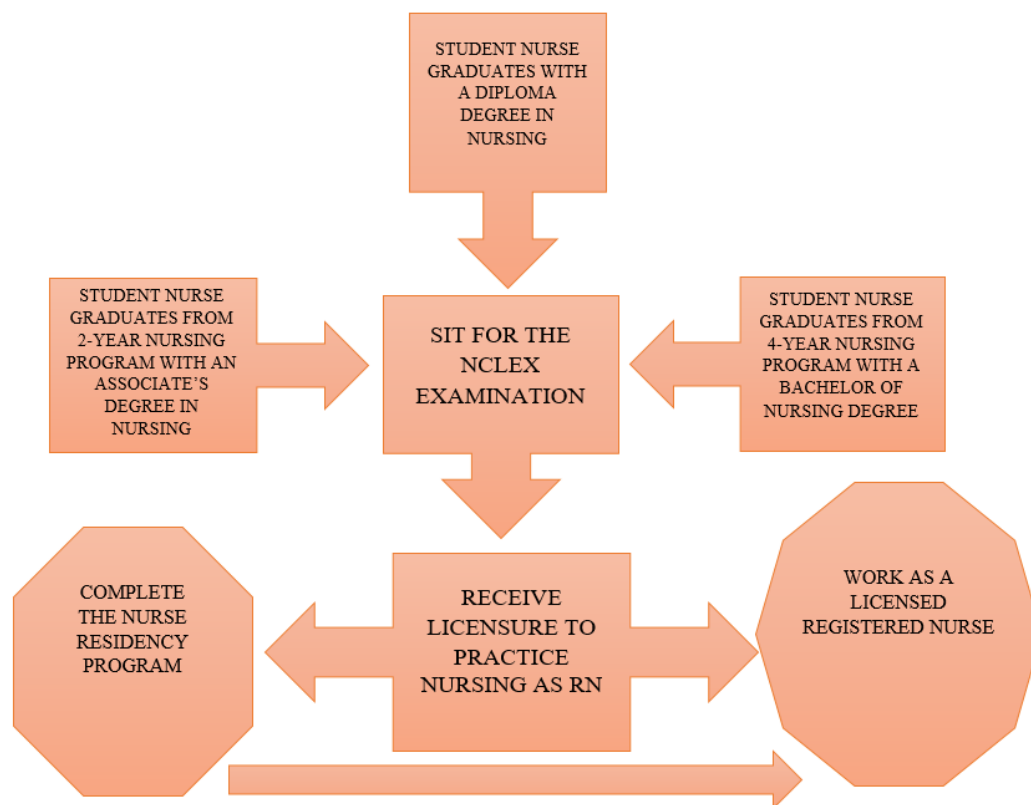 STUDENT NURSE
GRADUATES WITH
A DIPLOMA
DEGREE IN
NURSING
STUDENT NURSE
GRADUATES FROM
2-YEAR NURSING
PROGRAM WITH AN
ASSOCIATE’S
DEGREE IN
NURSING
SIT FOR THE
NCLEX
EXAMINATION
STUDENT NURSE
GRADUATES FROM
4-YEAR NURSING
PROGRAM WITH A
BACHELOR OF
NURSING DEGREE
COMPLETE
THE NURSE
RESIDENCY
PROGRAM
RECEIVE
LICENSURE TO
PRACTICE
NURSING AS RN
WORK AS A
LICENSED
REGISTERED NURSE